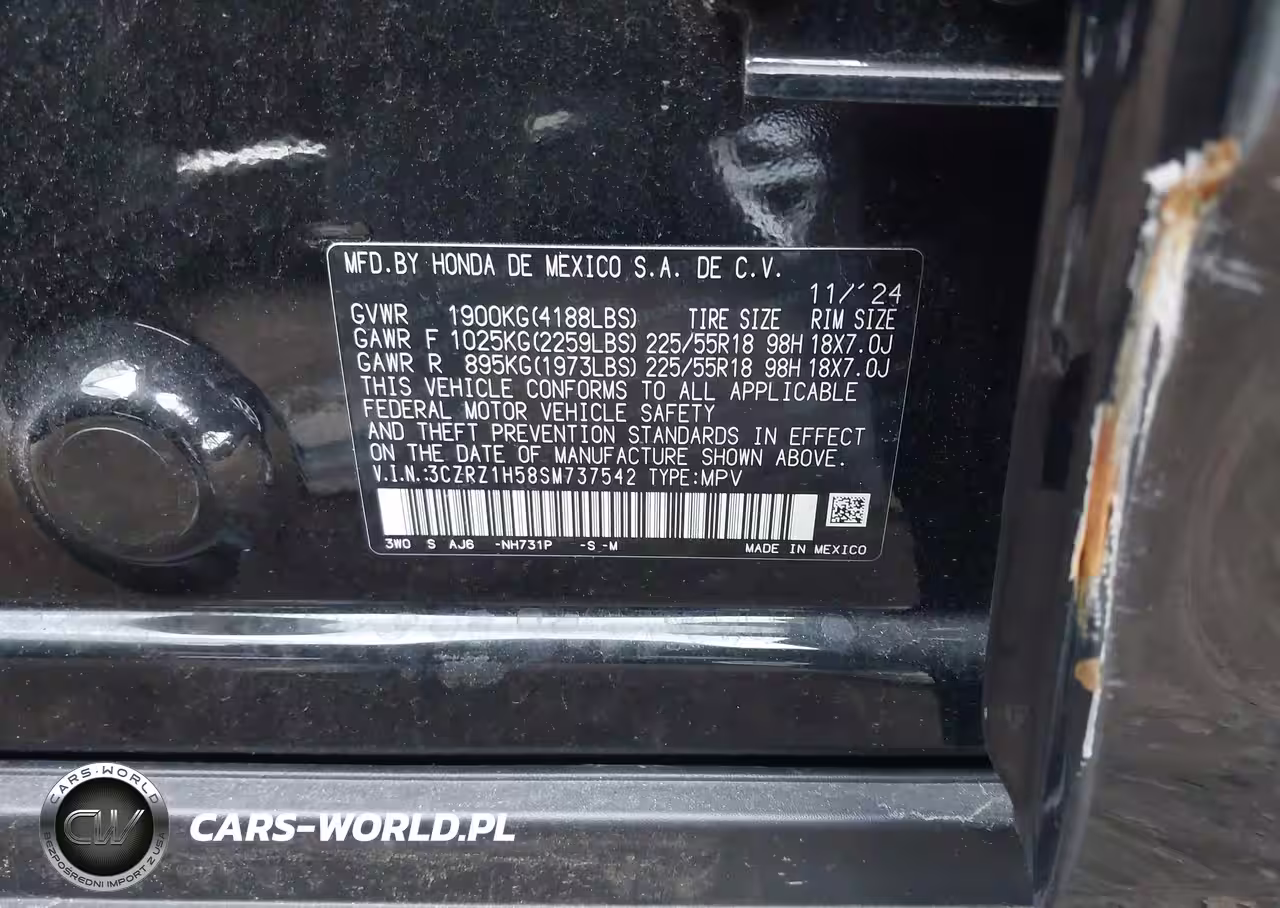 MFD.BY HONDA DE MEXICO S.A. DE C.V.
11/´24
GVWR 1900KG(4188LBS) TIRE SIZE RIM SIZE
GAWR F 1025KG(2259LBS) 225/55R18 98H 18X7.0J
GAWR R 895KG(1973LBS) 225/55R18 98H 18X7.0J
THIS VEHICLE CONFORMS TO ALL APPLICABLE
FEDERAL MOTOR VEHICLE SAFETY
AND THEFT PREVENTION STANDARDS IN EFFECT
ON THE DATE OF MANUFACTURE SHOWN ABOVE.
V.I.N.:3CZRZ1H58SM737542 TYPE:MPV
3W0 S AJ6 -NH731P -S -M MADE IN MEXICO
CARS-WORLD
CW
BEZPOŚREDNI IMPORT Z USA
CARS-WORLD.PL